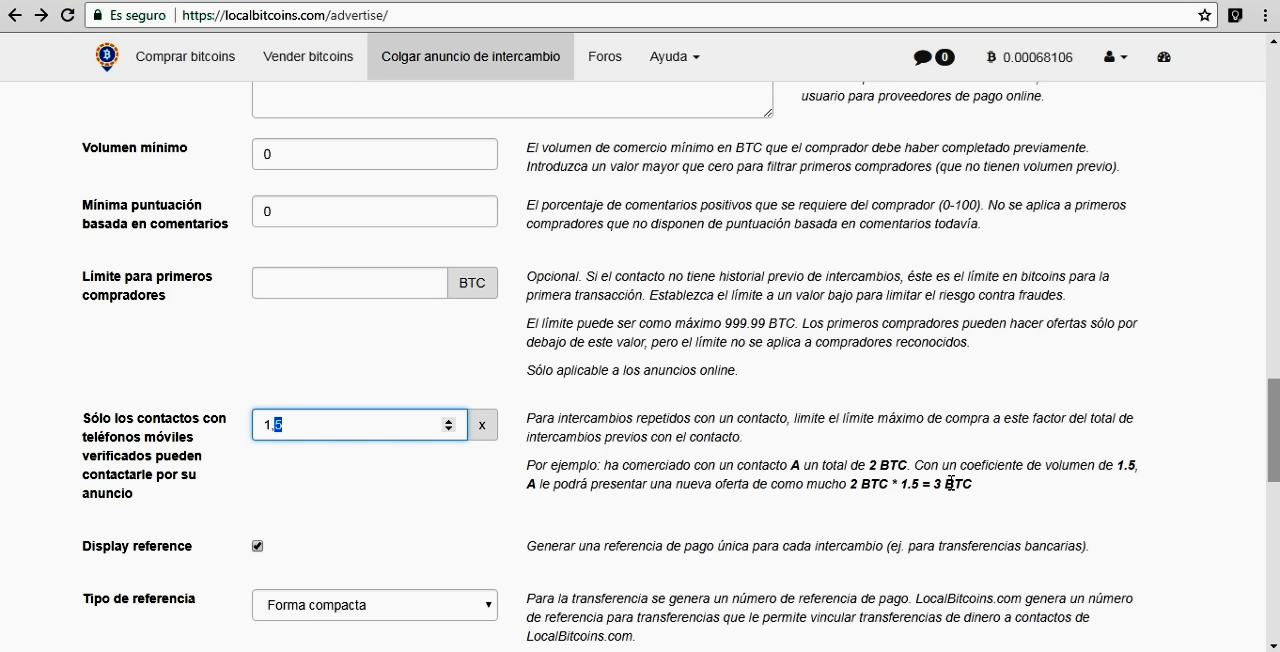 Es seguro | https://localbitcoins.com/advertise/
Comprar bitcoins Vender bitcoins Colgar anuncio de intercambio Foros Ayuda 0 0.00068106
usuario para proveedores de pago online.
Volumen mínimo
0
El volumen de comercio mínimo en BTC que el comprador debe haber completado previamente.
Introduzca un valor mayor que cero para filtrar primeros compradores (que no tienen volumen previo).
Mínima puntuación
basada en comentarios
0
El porcentaje de comentarios positivos que se requiere del comprador (0-100). No se aplica a primeros
compradores que no disponen de puntuación basada en comentarios todavía.
Límite para primeros
compradores
BTC
Opcional. Si el contacto no tiene historial previo de intercambios, éste es el límite en bitcoins para la
primera transacción. Establezca el límite a un valor bajo para limitar el riesgo contra fraudes.
El límite puede ser como máximo 999.99 BTC. Los primeros compradores pueden hacer ofertas sólo por
debajo de este valor, pero el límite no se aplica a compradores reconocidos.
Sólo aplicable a los anuncios online.
Sólo los contactos con
teléfonos móviles
verificados pueden
contactarle por su
anuncio
1,5
x
Para intercambios repetidos con un contacto, limite el límite máximo de compra a este factor del total de
intercambios previos con el contacto.
Por ejemplo: ha comerciado con un contacto A un total de 2 BTC. Con un coeficiente de volumen de 1.5,
A le podrá presentar una nueva oferta de como mucho 2 BTC * 1.5 = 3 BTC
Display reference
Generar una referencia de pago única para cada intercambio (ej. para transferencias bancarias).
Tipo de referencia
Forma compacta
Para la transferencia se genera un número de referencia de pago. LocalBitcoins.com genera un número
de referencia para transferencias que le permite vincular transferencias de dinero a contactos de
LocalBitcoins.com.